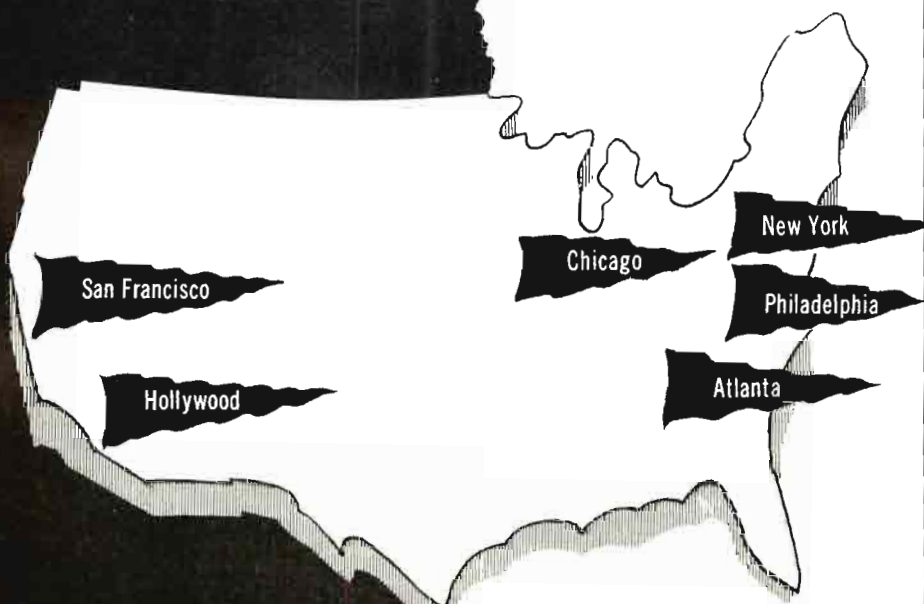 New York
Chicago
San Francisco
Philadelphia
Atlanta
Hollywood